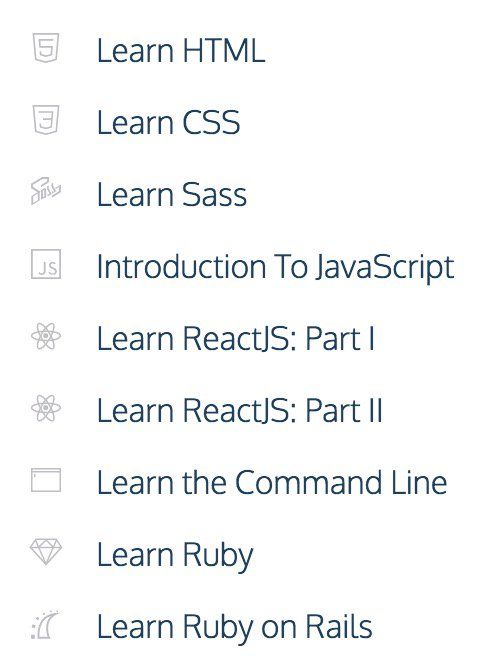 5
Learn HTML
3
Learn CSS
Sass
Learn Sass
JS
Introduction To JavaScript
Learn ReactJS: Part I
Learn ReactJS: Part II
Learn the Command Line
Learn Ruby
Learn Ruby on Rails